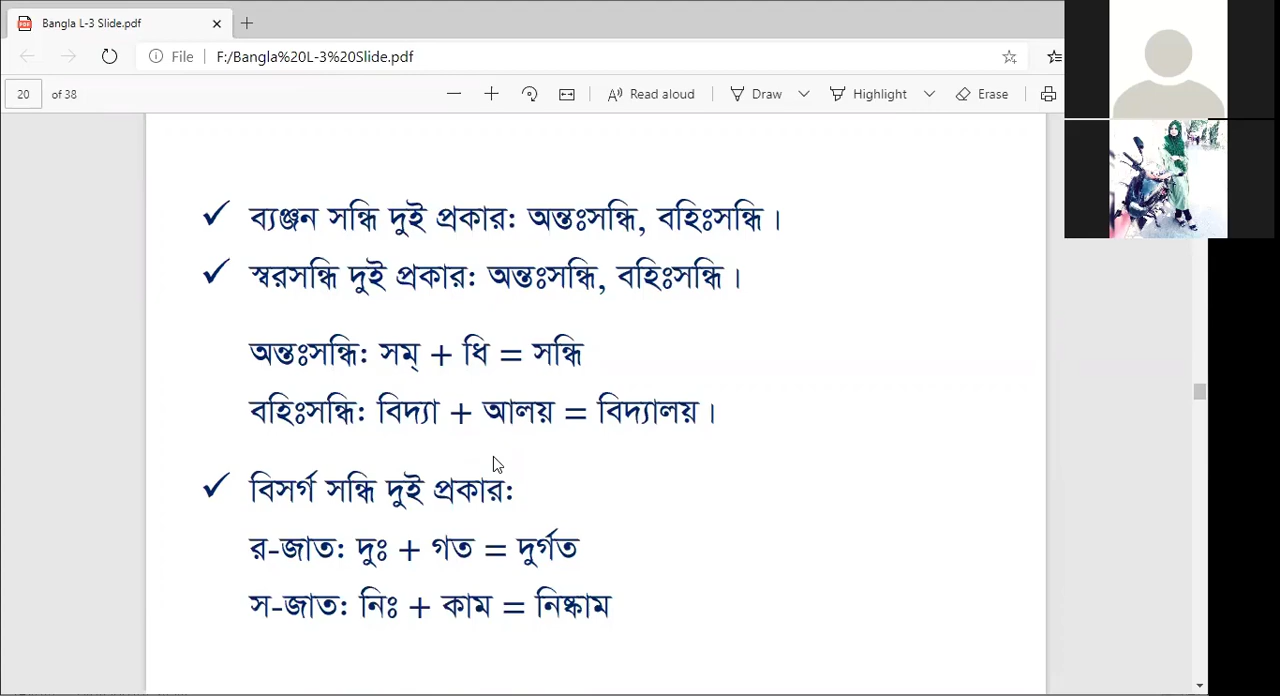 Bangla L-3 Slide.pdf
File F:/Bangla%20L-3%20Slide.pdf
20 of 38 Read aloud Draw Highlight Erase
ব্যঞ্জন সন্ধি দুই প্রকার: অন্তঃসন্ধি, বহিঃসন্ধি।
স্বরসন্ধি দুই প্রকার: অন্তঃসন্ধি, বহিঃসন্ধি।
অন্তঃসন্ধি: সম্ + ধি = সন্ধি
বহিঃসন্ধি: বিদ্যা + আলয় = বিদ্যালয়।
বিসর্গ সন্ধি দুই প্রকার:
র-জাত: দুঃ + গত = দুর্গত
স-জাত: নিঃ + কাম = নিষ্কাম